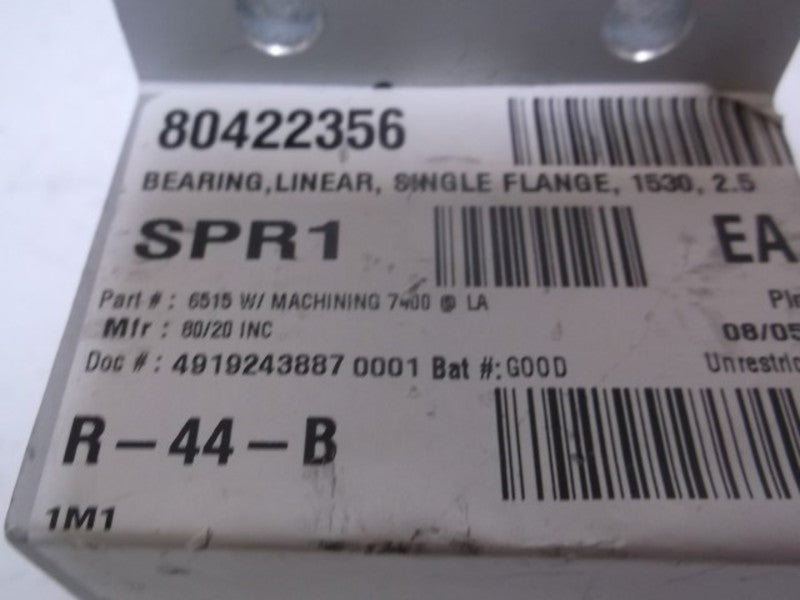 80422356
BEARING,LINEAR, SINGLE FLANGE, 1530, 2.5
SPR1 EA
Part # : 6515 W/ MACHINING 7400 @ LA
Mfr : 80/20 INC 08/05
Doc # : 4919243887 0001 Bat #: GOOD Unrestric
R-44-B
1M1